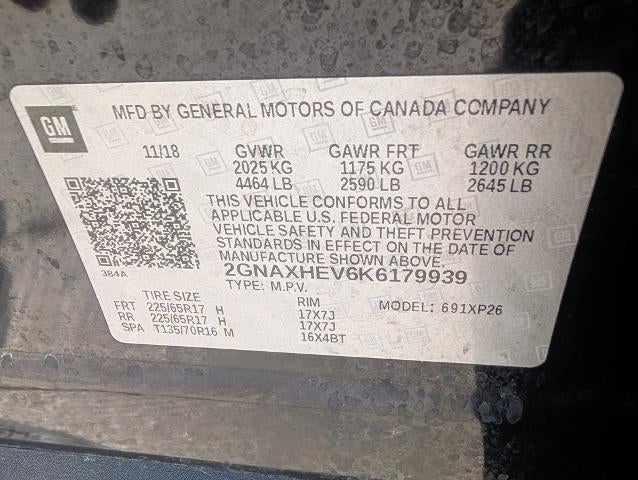 GM
MFD BY GENERAL MOTORS OF CANADA COMPANY
11/18 GVWR GAWR FRT GAWR RR
2025 KG 1175 KG 1200 KG
4464 LB 2590 LB 2645 LB
THIS VEHICLE CONFORMS TO ALL
APPLICABLE U.S. FEDERAL MOTOR
VEHICLE SAFETY AND THEFT PREVENTION
STANDARDS IN EFFECT ON THE DATE OF
MANUFACTURE SHOWN ABOVE.
384A
2GNAXHEV6K6179939
TYPE: M.P.V.
TIRE SIZE RIM MODEL: 691XP26
FRT 225/65R17 H 17X7J
RR 225/65R17 H 17X7J
SPA T135/70R16 M 16X4BT